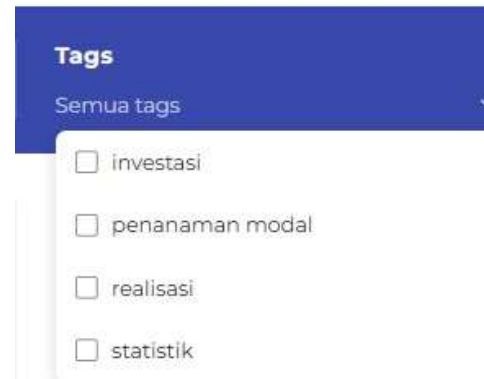 Tags
Semua tags
investasi
penanaman modal
realisasi
statistik